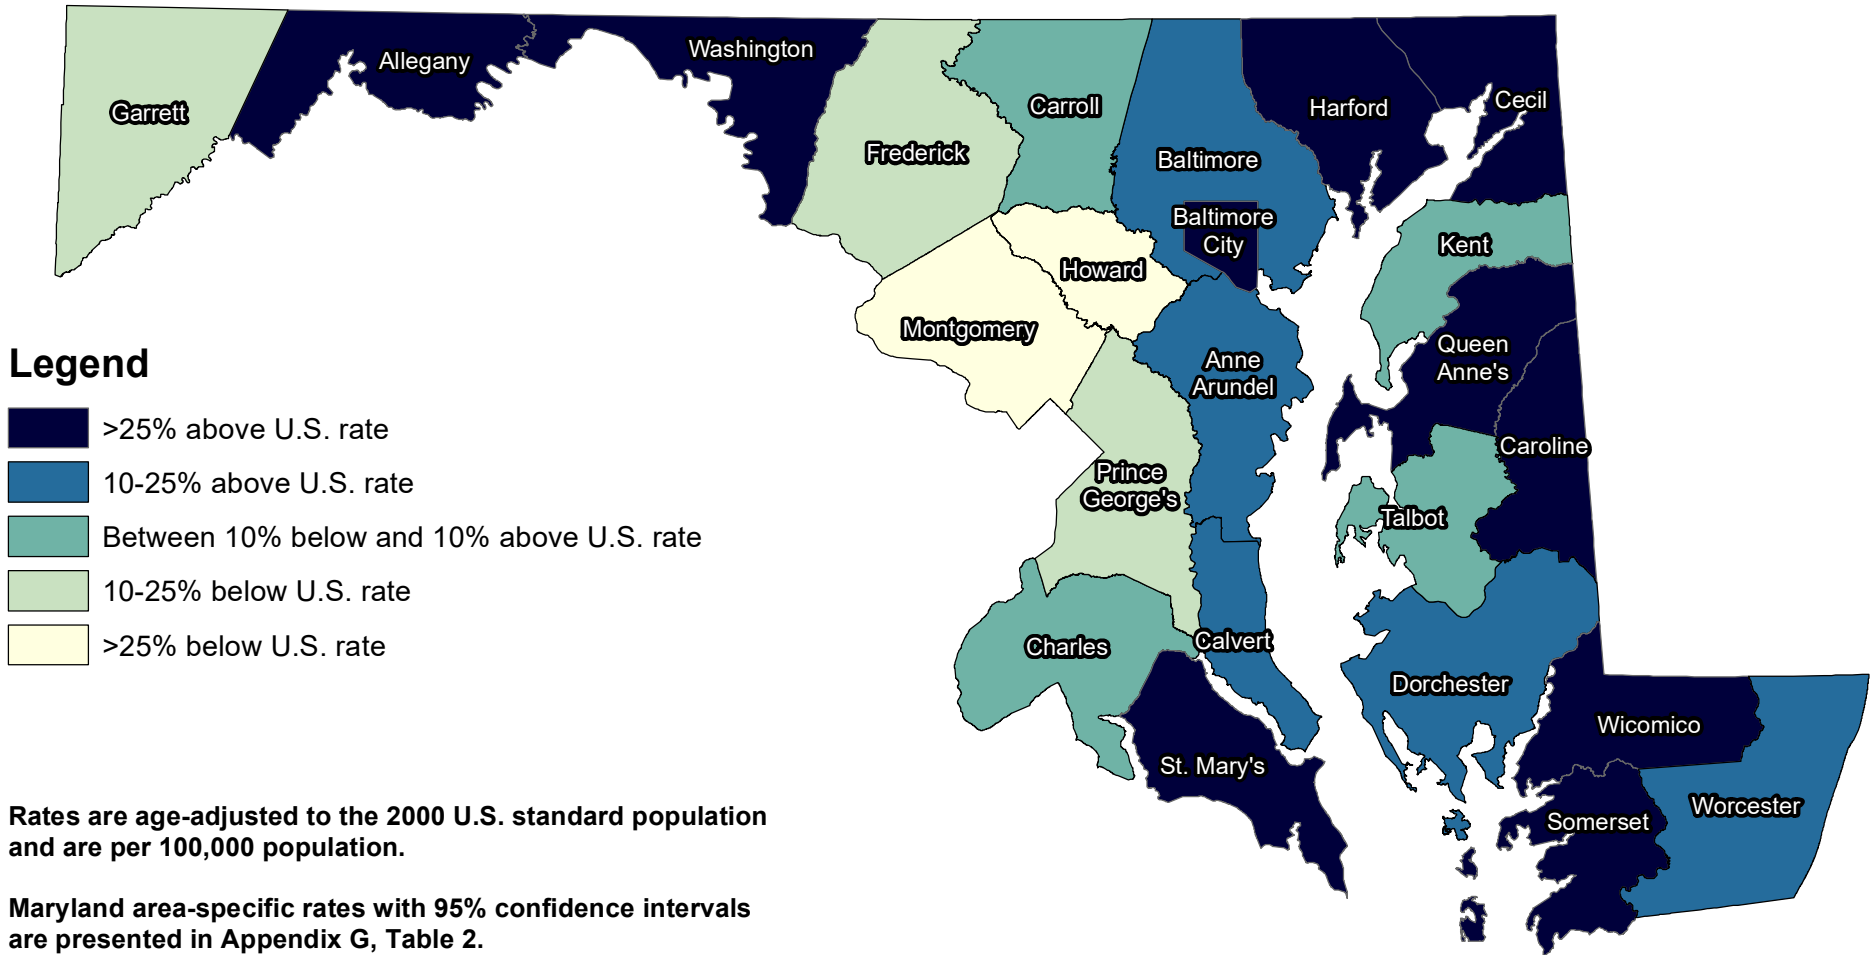 Garrett
Allegany
Washington
Frederick
Carroll
Baltimore
Baltimore
City
Harford
Cecil
Kent
Howard
Montgomery
Anne
Arundel
Queen
Anne's
Caroline
Prince
George's
Talbot
Charles
Calvert
Dorchester
St. Mary's
Wicomico
Somerset
Worcester
Legend
>25% above U.S. rate
10-25% above U.S. rate
Between 10% below and 10% above U.S. rate
10-25% below U.S. rate
>25% below U.S. rate
Rates are age-adjusted to the 2000 U.S. standard population
and are per 100,000 population.
Maryland area-specific rates with 95% confidence intervals
are presented in Appendix G, Table 2.